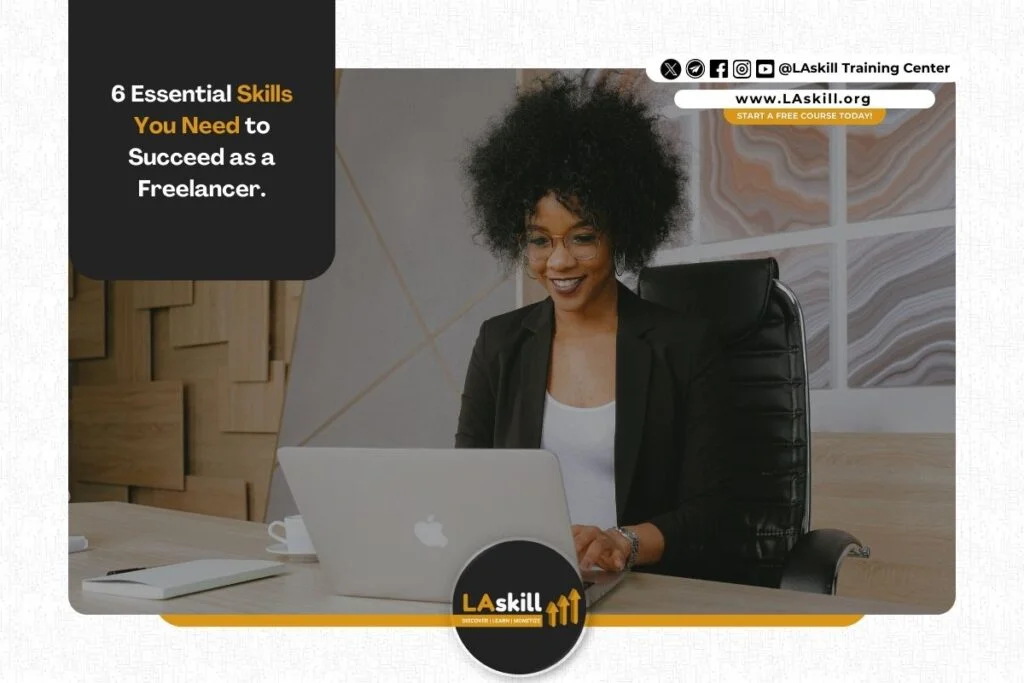 6 Essential Skills
You Need to
Succeed as a
Freelancer.
@LAskill Training Center
www.LAskill.org
START A FREE COURSE TODAY!
LAskill
DISCOVER | LEARN | MONETIZE